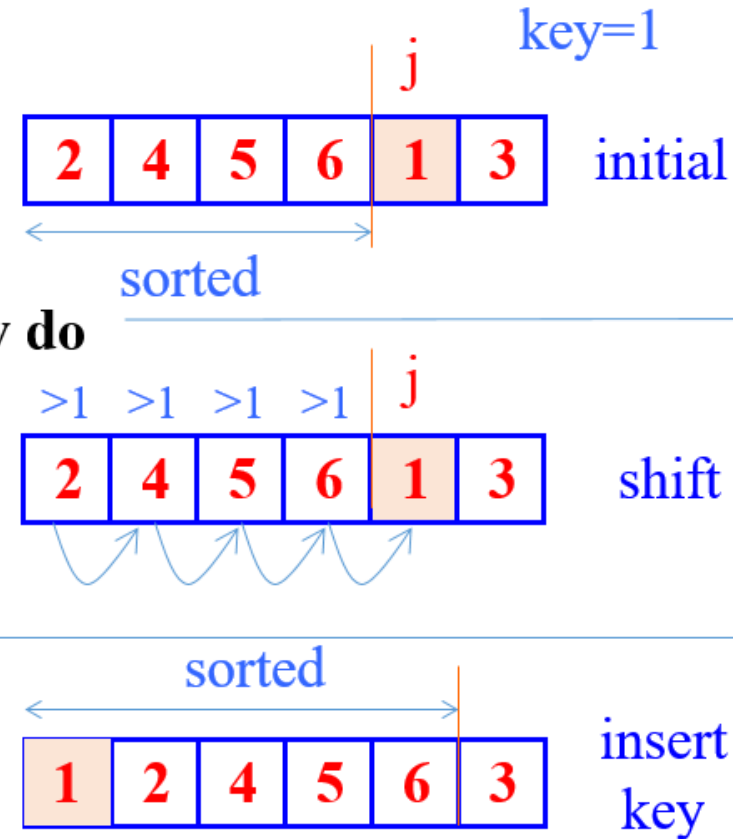 key=1
j
2 4 5 6 1 3 initial
sorted
do
>1 >1 >1 >1 j
2 4 5 6 1 3 shift
sorted
1 2 4 5 6 3 insert
key